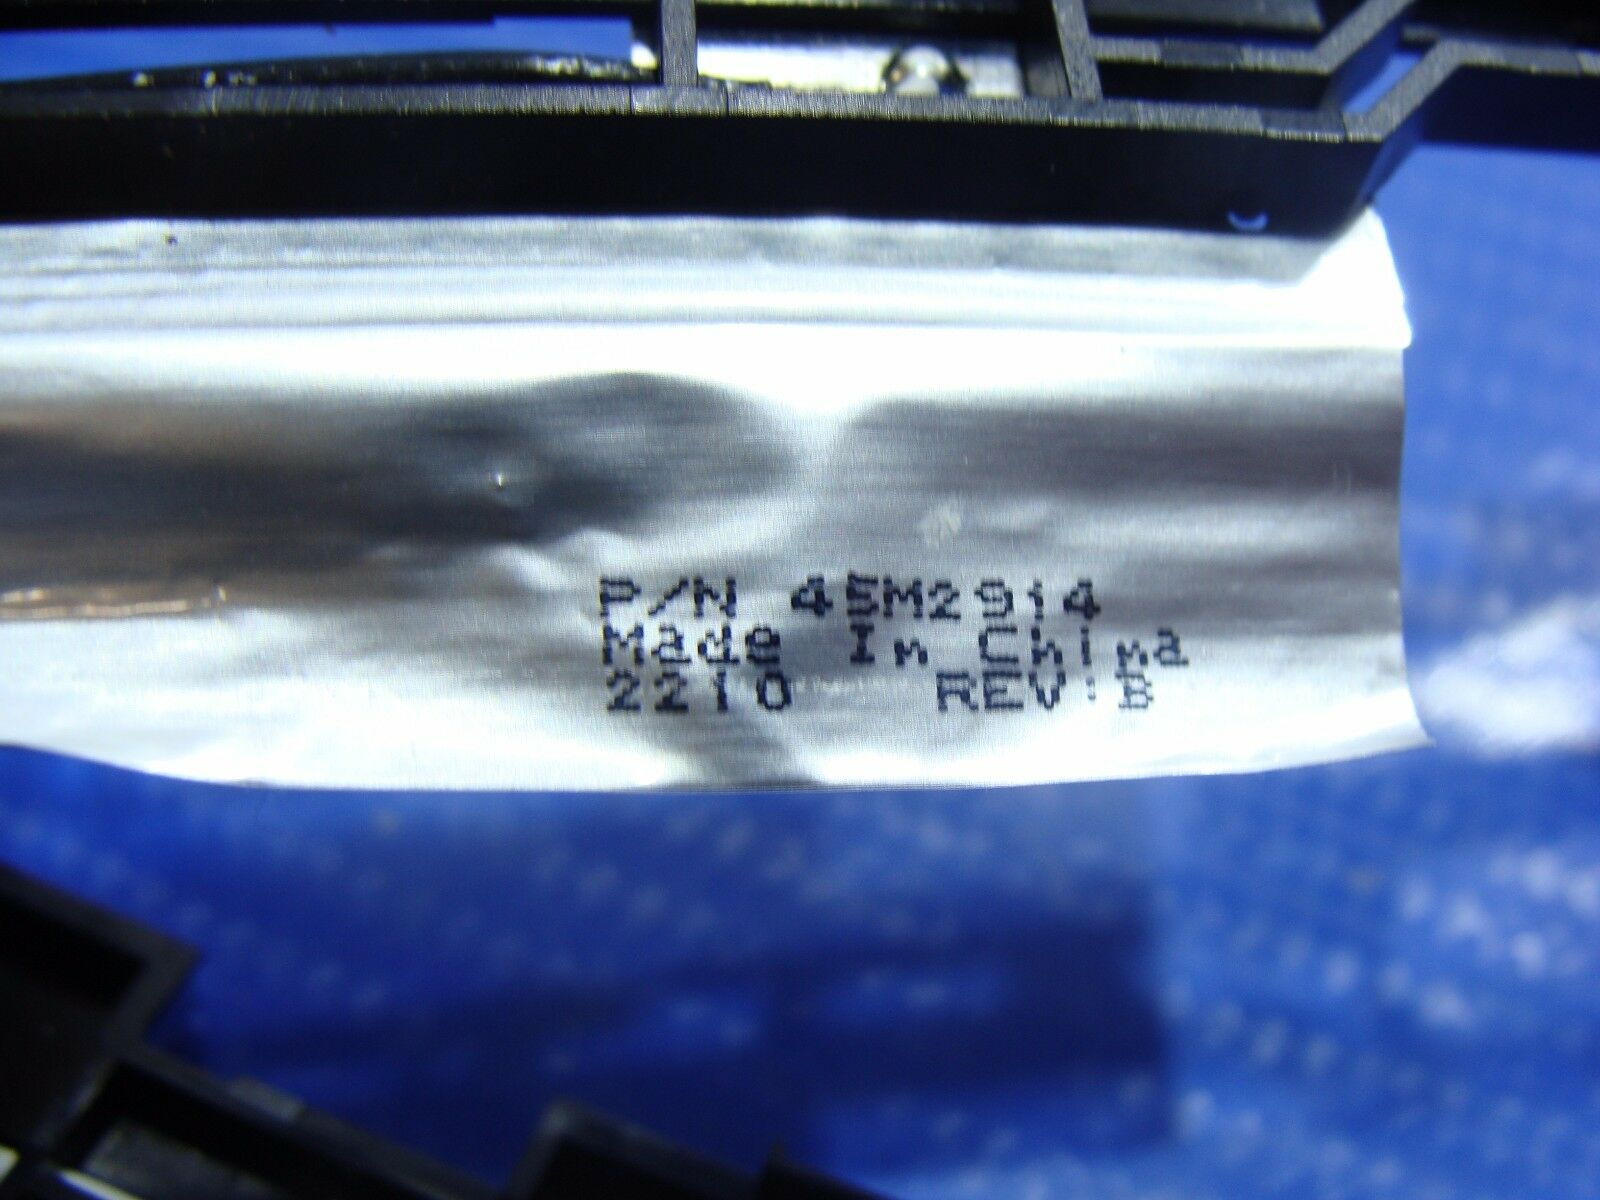 P/N 45M2914
Made In China
2210 REV:B